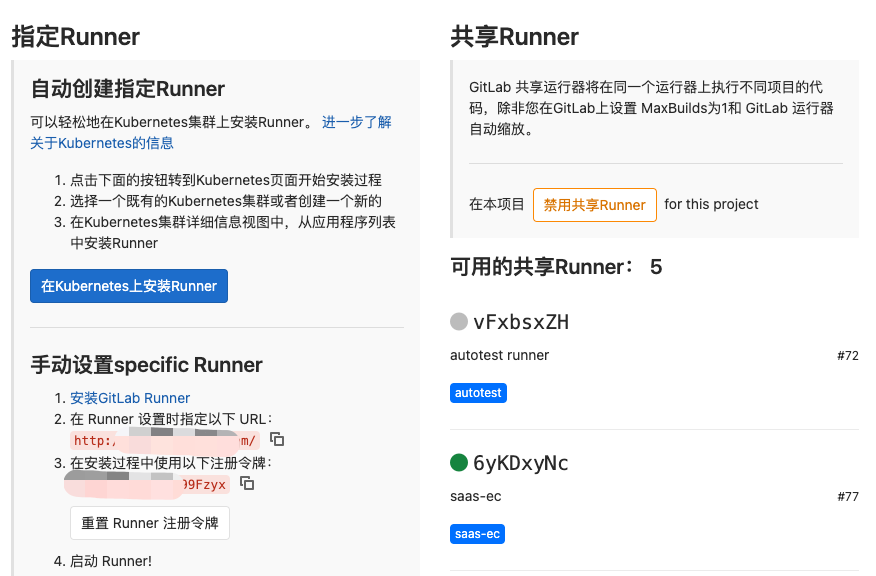 指定Runner
自动创建指定Runner
可以轻松地在Kubernetes集群上安装Runner。 进一步了解
关于Kubernetes的信息
1. 点击下面的按钮转到Kubernetes页面开始安装过程
2. 选择一个既有的Kubernetes集群或者创建一个新的
3. 在Kubernetes集群详细信息视图中，从应用程序列表
中安装Runner
在Kubernetes上安装Runner
手动设置specific Runner
1. 安装GitLab Runner
2. 在 Runner 设置时指定以下 URL：
http:/ m/
3. 在安装过程中使用以下注册令牌：
99Fzyx
重置 Runner 注册令牌
4. 启动 Runner!
共享Runner
GitLab 共享运行器将在同一个运行器上执行不同项目的代
码，除非您在GitLab上设置 MaxBuilds为1和 GitLab 运行器
自动缩放。
在本项目 禁用共享Runner for this project
可用的共享Runner： 5
vFxbsxZH
autotest runner #72
autotest
6yKDxyNc
saas-ec #77
saas-ec